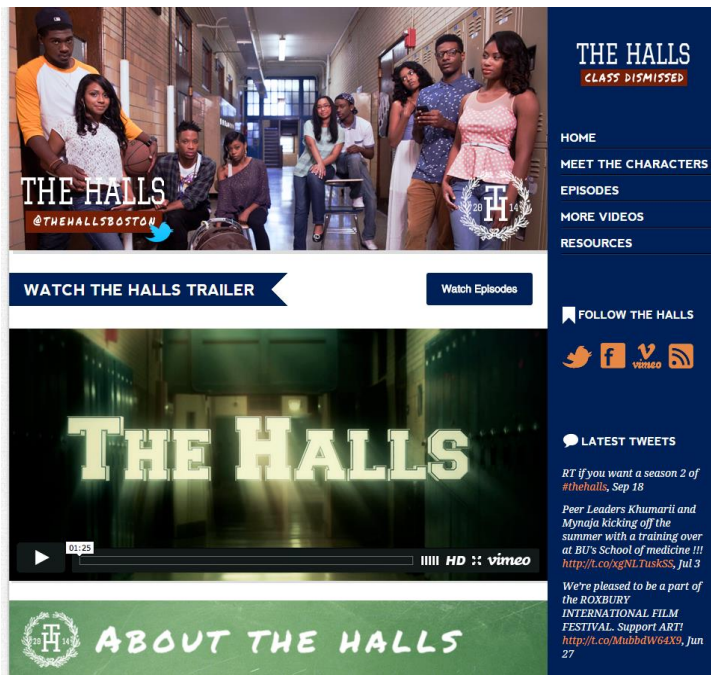 THE HALLS
@THEHALLSBOSTON
20 TH 14
THE HALLS
CLASS DISMISSED
HOME
MEET THE CHARACTERS
EPISODES
MORE VIDEOS
RESOURCES
WATCH THE HALLS TRAILER
Watch Episodes
THE HALLS
01:25
HD
vimeo
FOLLOW THE HALLS
f
vimeo
LATEST TWEETS
RT if you want a season 2 of
#thehalls, Sep 18
Peer Leaders Khumarii and
Mynaja kicking off the
summer with a training over
at BU's School of medicine !!!
http://t.co/xgNLTuskSS, Jul 3
We're pleased to be a part of
the ROXBURY
INTERNATIONAL FILM
FESTIVAL. Support ART!
http://t.co/MubbdW64X9, Jun
27
20 TH 14
ABOUT THE HALLS